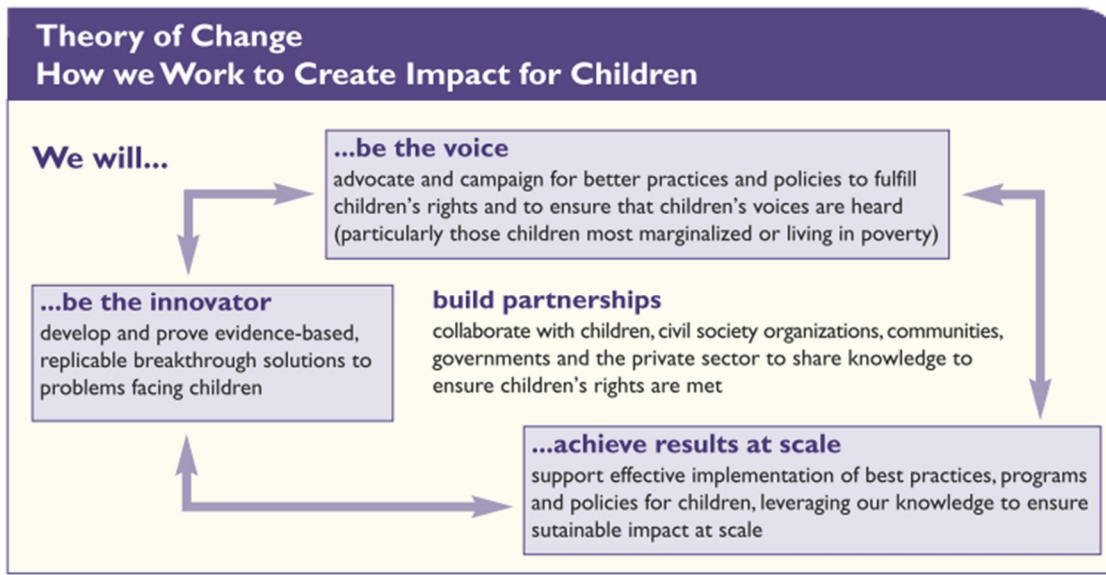 Theory of Change
How we Work to Create Impact for Children
We will...
...be the voice
advocate and campaign for better practices and policies to fulfill
children's rights and to ensure that children's voices are heard
(particularly those children most marginalized or living in poverty)
...be the innovator
develop and prove evidence-based,
replicable breakthrough solutions to
problems facing children
build partnerships
collaborate with children, civil society organizations, communities,
governments and the private sector to share knowledge to
ensure children's rights are met
...achieve results at scale
support effective implementation of best practices, programs
and policies for children, leveraging our knowledge to ensure
sutainable impact at scale